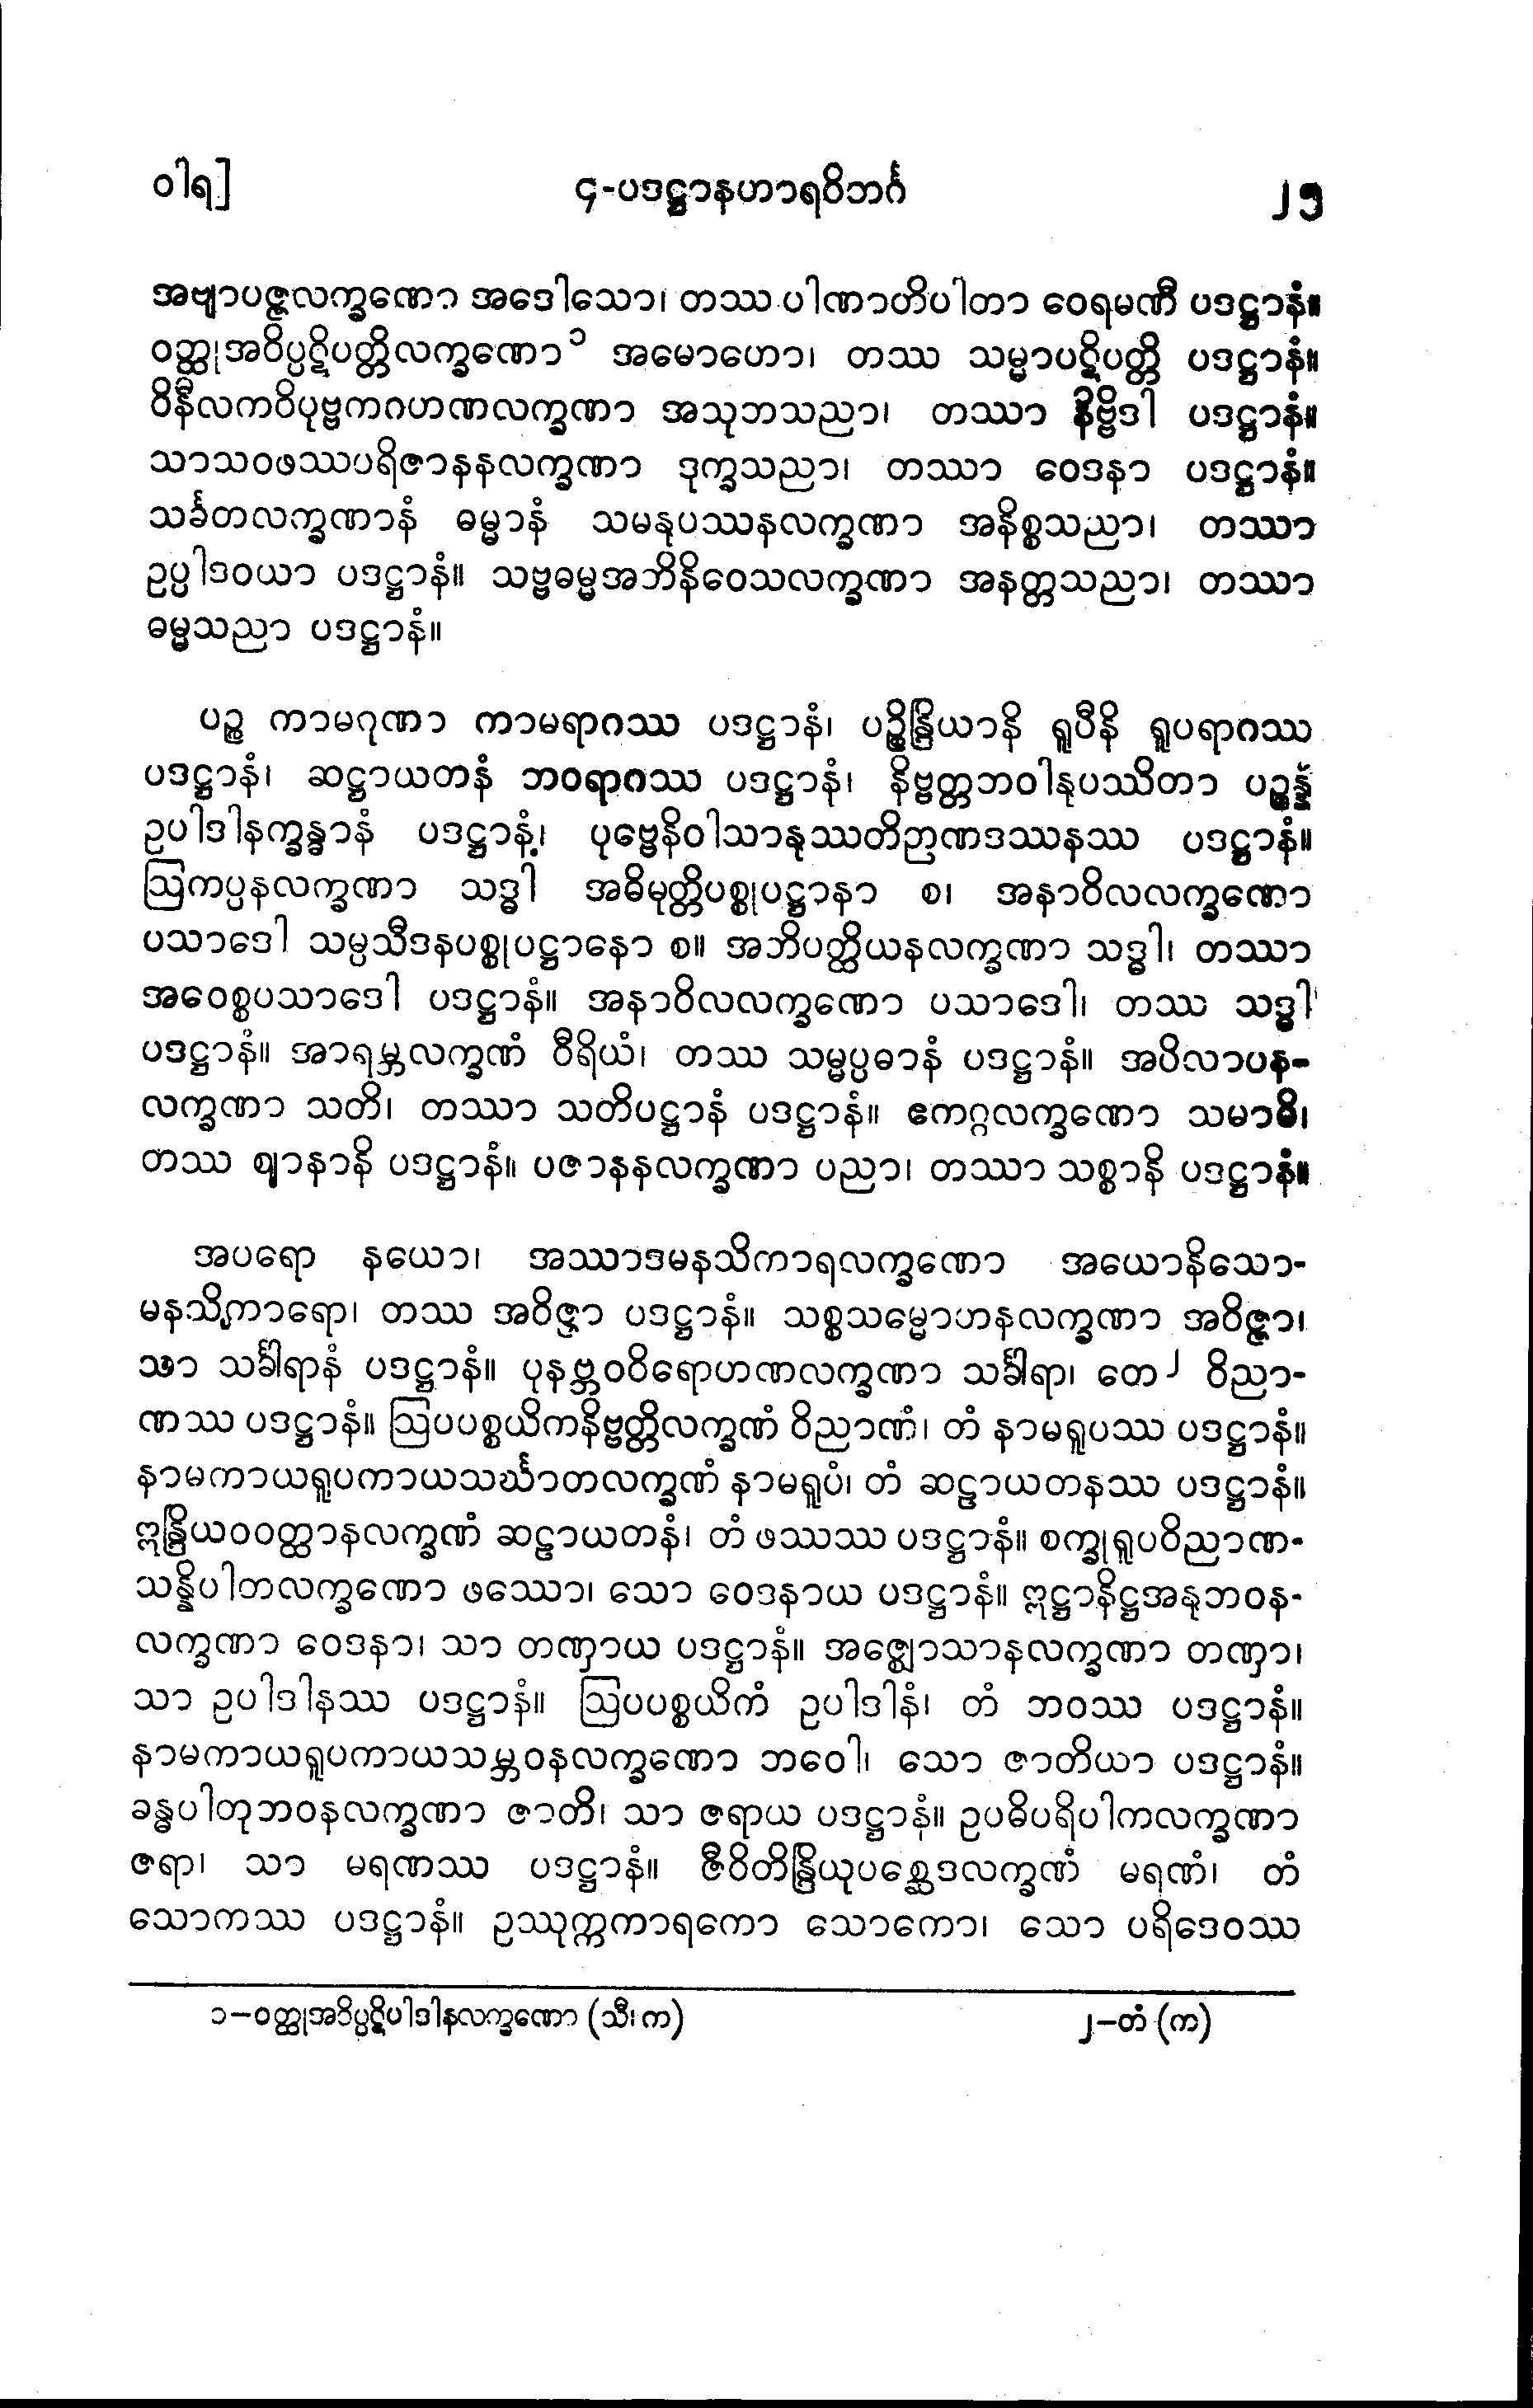 ဝါရ]
၄-ပဒဋ္ဌာနဟာရဝိဘင်္ဂ
၂၅
အဗျာပဇ္ဇလက္ခဏော အဒေါသော၊ တဿ ပါဏာတိပါတာ ဝေရမဏီ ပဒဋ္ဌာနံ။
ဝတ္ထုအဝိပ္ပဋိပတ္တိလက္ခဏော၁ အမောဟော၊ တဿ သမ္မာပဋိပတ္တိ ပဒဋ္ဌာနံ။
ဝိနီလကဝိပုဗ္ဗကဂဟဏလက္ခဏာ အသုဘသညာ၊ တဿာ နိဗ္ဗိဒါ ပဒဋ္ဌာနံ။
သာသဝဖဿပရိဇာနနလက္ခဏာ ဒုက္ခသညာ၊ တဿာ ဝေဒနာ ပဒဋ္ဌာနံ။
သင်္ခတလက္ခဏာနံ ဓမ္မာနံ သမနုပဿနလက္ခဏာ အနိစ္စသညာ၊ တဿာ
ဥပ္ပါဒဝယာ ပဒဋ္ဌာနံ။ သဗ္ဗဓမ္မအဘိနိဝေသလက္ခဏာ အနတ္တသညာ၊ တဿာ
ဓမ္မသညာ ပဒဋ္ဌာနံ။
ပဉ္စ ကာမဂုဏာ ကာမရာဂဿ ပဒဋ္ဌာနံ၊ ပဉ္စိန္ဒြိယာနိ ရူပီနိ ရူပရာဂဿ
ပဒဋ္ဌာနံ၊ ဆဋ္ဌာယတနံ ဘဝရာဂဿ ပဒဋ္ဌာနံ၊ နိဗ္ဗတ္တဘဝါနုပဿိတာ ပဉ္စန္နံ
ဥပါဒါနက္ခန္ဓာနံ ပဒဋ္ဌာနံ၊ ပုဗ္ဗေနိဝါသာနုဿတိဉာဏဒဿနဿ ပဒဋ္ဌာနံ။
ဩကပ္ပနလက္ခဏာ သဒ္ဓါ အဓိမုတ္တိပစ္စုပဋ္ဌာနာ စ၊ အနာဝိလလက္ခဏော
ပသာဒေါ သမ္ပသီဒနပစ္စုပဋ္ဌာနော စ။ အဘိပတ္ထိယနလက္ခဏာ သဒ္ဓါ၊ တဿာ
အဝေစ္စပသာဒေါ ပဒဋ္ဌာနံ။ အနာဝိလလက္ခဏော ပသာဒေါ၊ တဿ သဒ္ဓါ
ပဒဋ္ဌာနံ။ အာရမ္ဘလက္ခဏံ ဝီရိယံ၊ တဿ သမ္မပ္ပဓာနံ ပဒဋ္ဌာနံ။ အပိလာပန-
လက္ခဏာ သတိ၊ တဿာ သတိပဋ္ဌာနံ ပဒဋ္ဌာနံ။ ဧကဂ္ဂလက္ခဏော သမာဓိ၊
တဿ ဈာနာနိ ပဒဋ္ဌာနံ။ ပဇာနနလက္ခဏာ ပညာ၊ တဿာ သစ္စာနိ ပဒဋ္ဌာနံ။
အပရော နယော၊ အဿာဒမနသိကာရလက္ခဏော အယောနိသော-
မနသိကာရော၊ တဿ အဝိဇ္ဇာ ပဒဋ္ဌာနံ။ သစ္စသမ္မောဟနလက္ခဏာ အဝိဇ္ဇာ၊
သာ သင်္ခါရာနံ ပဒဋ္ဌာနံ။ ပုနဗ္ဘဝဝိရောဟဏလက္ခဏာ သင်္ခါရာ၊ တေ၂ ဝိညာ-
ဏဿ ပဒဋ္ဌာနံ။ ဩပပစ္စယိကနိဗ္ဗတ္တိလက္ခဏံ ဝိညာဏံ၊ တံ နာမရူပဿ ပဒဋ္ဌာနံ။
နာမကာယရူပကာယသင်္ဃာတလက္ခဏံ နာမရူပံ၊ တံ ဆဠာယတနဿ ပဒဋ္ဌာနံ။
ဣန္ဒြိယဝဝတ္ထာနလက္ခဏံ ဆဠာယတနံ၊ တံ ဖဿဿ ပဒဋ္ဌာနံ။ စက္ခုရူပဝိညာဏ-
သန္နိပါတလက္ခဏော ဖဿော၊ သော ဝေဒနာယ ပဒဋ္ဌာနံ။ ဣဋ္ဌာနိဋ္ဌအနုဘဝန-
လက္ခဏာ ဝေဒနာ၊ သာ တဏှာယ ပဒဋ္ဌာနံ။ အဇ္ဈောသာနလက္ခဏာ တဏှာ၊
သာ ဥပါဒါနဿ ပဒဋ္ဌာနံ။ ဩပပစ္စယိကံ ဥပါဒါနံ၊ တံ ဘဝဿ ပဒဋ္ဌာနံ။
နာမကာယရူပကာယသမ္ဘဝနလက္ခဏော ဘဝေါ၊ သော ဇာတိယာ ပဒဋ္ဌာနံ။
ခန္ဓပါတုဘဝနလက္ခဏာ ဇာတိ၊ သာ ဇရာယ ပဒဋ္ဌာနံ။ ဥပဓိပရိပါကလက္ခဏာ
ဇရာ၊ သာ မရဏဿ ပဒဋ္ဌာနံ။ ဇီဝိတိန္ဒြိယုပစ္ဆေဒလက္ခဏံ မရဏံ၊ တံ
သောကဿ ပဒဋ္ဌာနံ။ ဥဿုက္ကကာရကော သောကော၊ သော ပရိဒေဝဿ
၁–ဝတ္ထုအဝိပ္ပဋိပါဒါနလက္ခဏော (သီ၊ က)
၂–တံ (က)